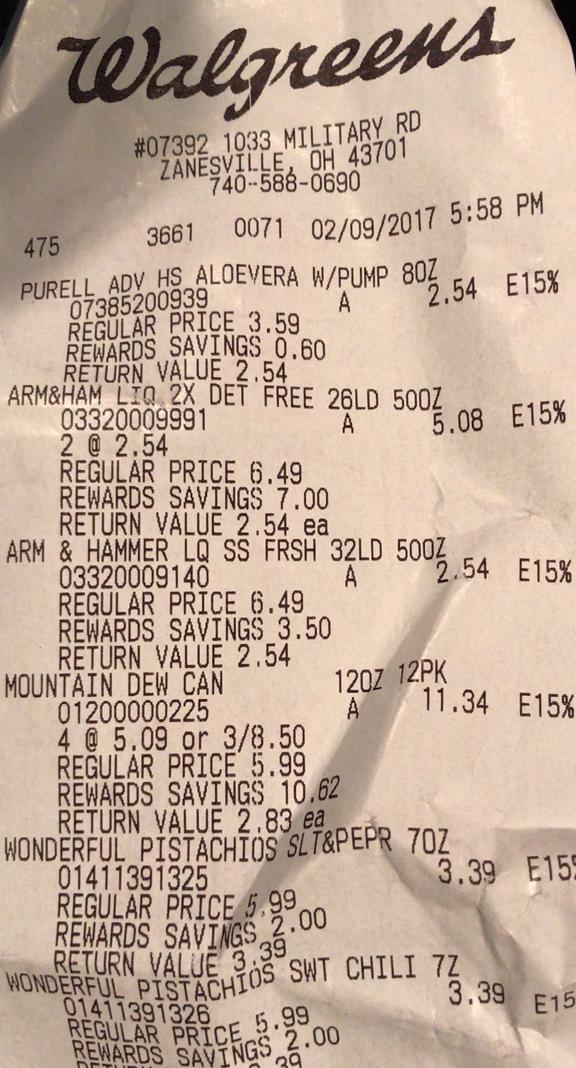 Walgreens
#07392 1033 MILITARY RD
ZANESVILLE, OH 43701
740-588-0690
475 3661 0071 02/09/2017 5:58 PM
PURELL ADV HS ALOEVERA W/PUMP 8OZ
07385200939 A 2.54 E15%
REGULAR PRICE 3.59
REWARDS SAVINGS 0.60
RETURN VALUE 2.54
ARM&HAM LIQ 2X DET FREE 26LD 50OZ
03320009991 A 5.08 E15%
2 @ 2.54
REGULAR PRICE 6.49
REWARDS SAVINGS 7.00
RETURN VALUE 2.54 ea
ARM & HAMMER LQ SS FRSH 32LD 50OZ
03320009140 A 2.54 E15%
REGULAR PRICE 6.49
REWARDS SAVINGS 3.50
RETURN VALUE 2.54
MOUNTAIN DEW CAN 12OZ 12PK
01200000225 A 11.34 E15%
4 @ 5.09 or 3/8.50
REGULAR PRICE 5.99
REWARDS SAVINGS 10.62
RETURN VALUE 2.83 ea
WONDERFUL PISTACHIOS SLT&PEPR 7OZ
01411391325 3.39 E15%
REGULAR PRICE 5.99
REWARDS SAVINGS 2.00
RETURN VALUE 3.39
WONDERFUL PISTACHIOS SWT CHILI 7Z
01411391326 3.39 E15
REGULAR PRICE 5.99
REWARDS SAVINGS 2.00